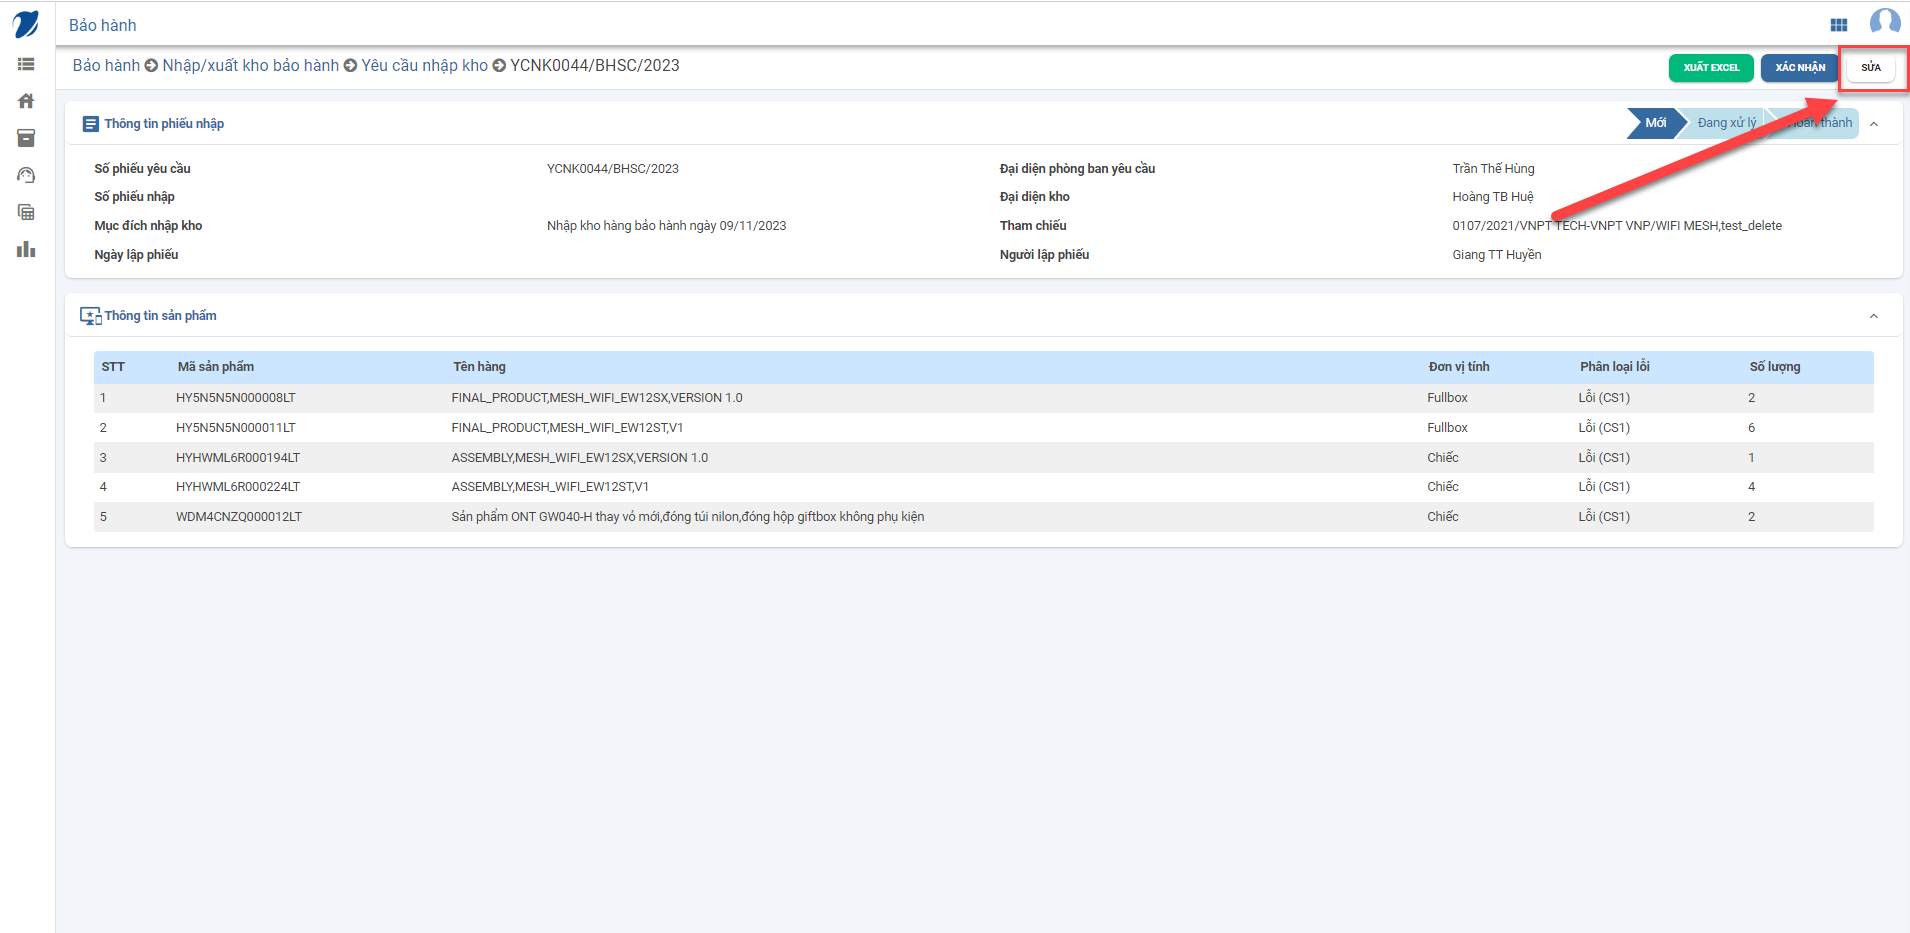 Bảo hành
Bảo hành Nhập/xuất kho bảo hành Yêu cầu nhập kho YCNK0044/BHSC/2023
XUẤT EXCEL XÁC NHẬN SỬA
Thông tin phiếu nhập
Mới Đang xử lý thành
Số phiếu yêu cầu YCNK0044/BHSC/2023 Đại diện phòng ban yêu cầu Trần Thế Hùng
Số phiếu nhập Đại diện kho Hoàng TB Huệ
Mục đích nhập kho Nhập kho hàng bảo hành ngày 09/11/2023 Tham chiếu 0107/2021/VNPT TECH-VNPT VNP/WIFI MESH,test_delete
Ngày lập phiếu Người lập phiếu Giang TT Huyền
Thông tin sản phẩm
STT Mã sản phẩm Tên hàng Đơn vị tính Phân loại lỗi Số lượng
1 HY5N5N5N000008LT FINAL_PRODUCT,MESH_WIFI_EW12SX,VERSION 1.0 Fullbox Lỗi (CS1) 2
2 HY5N5N5N000011LT FINAL_PRODUCT,MESH_WIFI_EW12ST,V1 Fullbox Lỗi (CS1) 6
3 HYHWML6R000194LT ASSEMBLY,MESH_WIFI_EW12SX,VERSION 1.0 Chiếc Lỗi (CS1) 1
4 HYHWML6R000224LT ASSEMBLY,MESH_WIFI_EW12ST,V1 Chiếc Lỗi (CS1) 4
5 WDM4CNZQ000012LT Sản phẩm ONT GW040-H thay vỏ mới,đóng túi nilon,đóng hộp giftbox không phụ kiện Chiếc Lỗi (CS1) 2